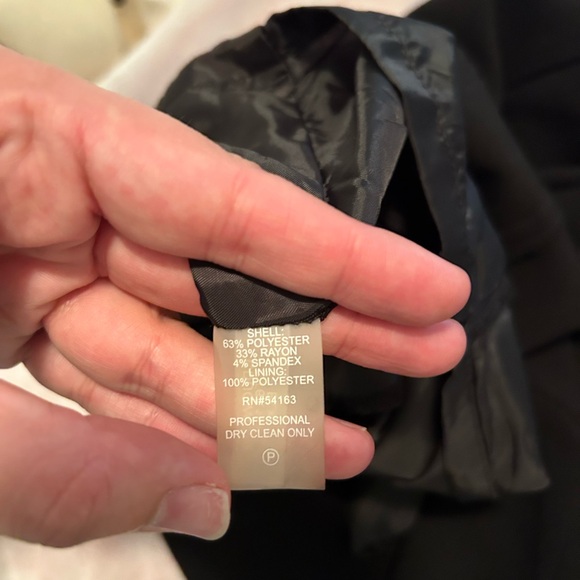 SHELL:
63% POLYESTER
33% RAYON
4% SPANDEX
LINING:
100% POLYESTER
RN#54163
PROFESSIONAL
DRY CLEAN ONLY
P